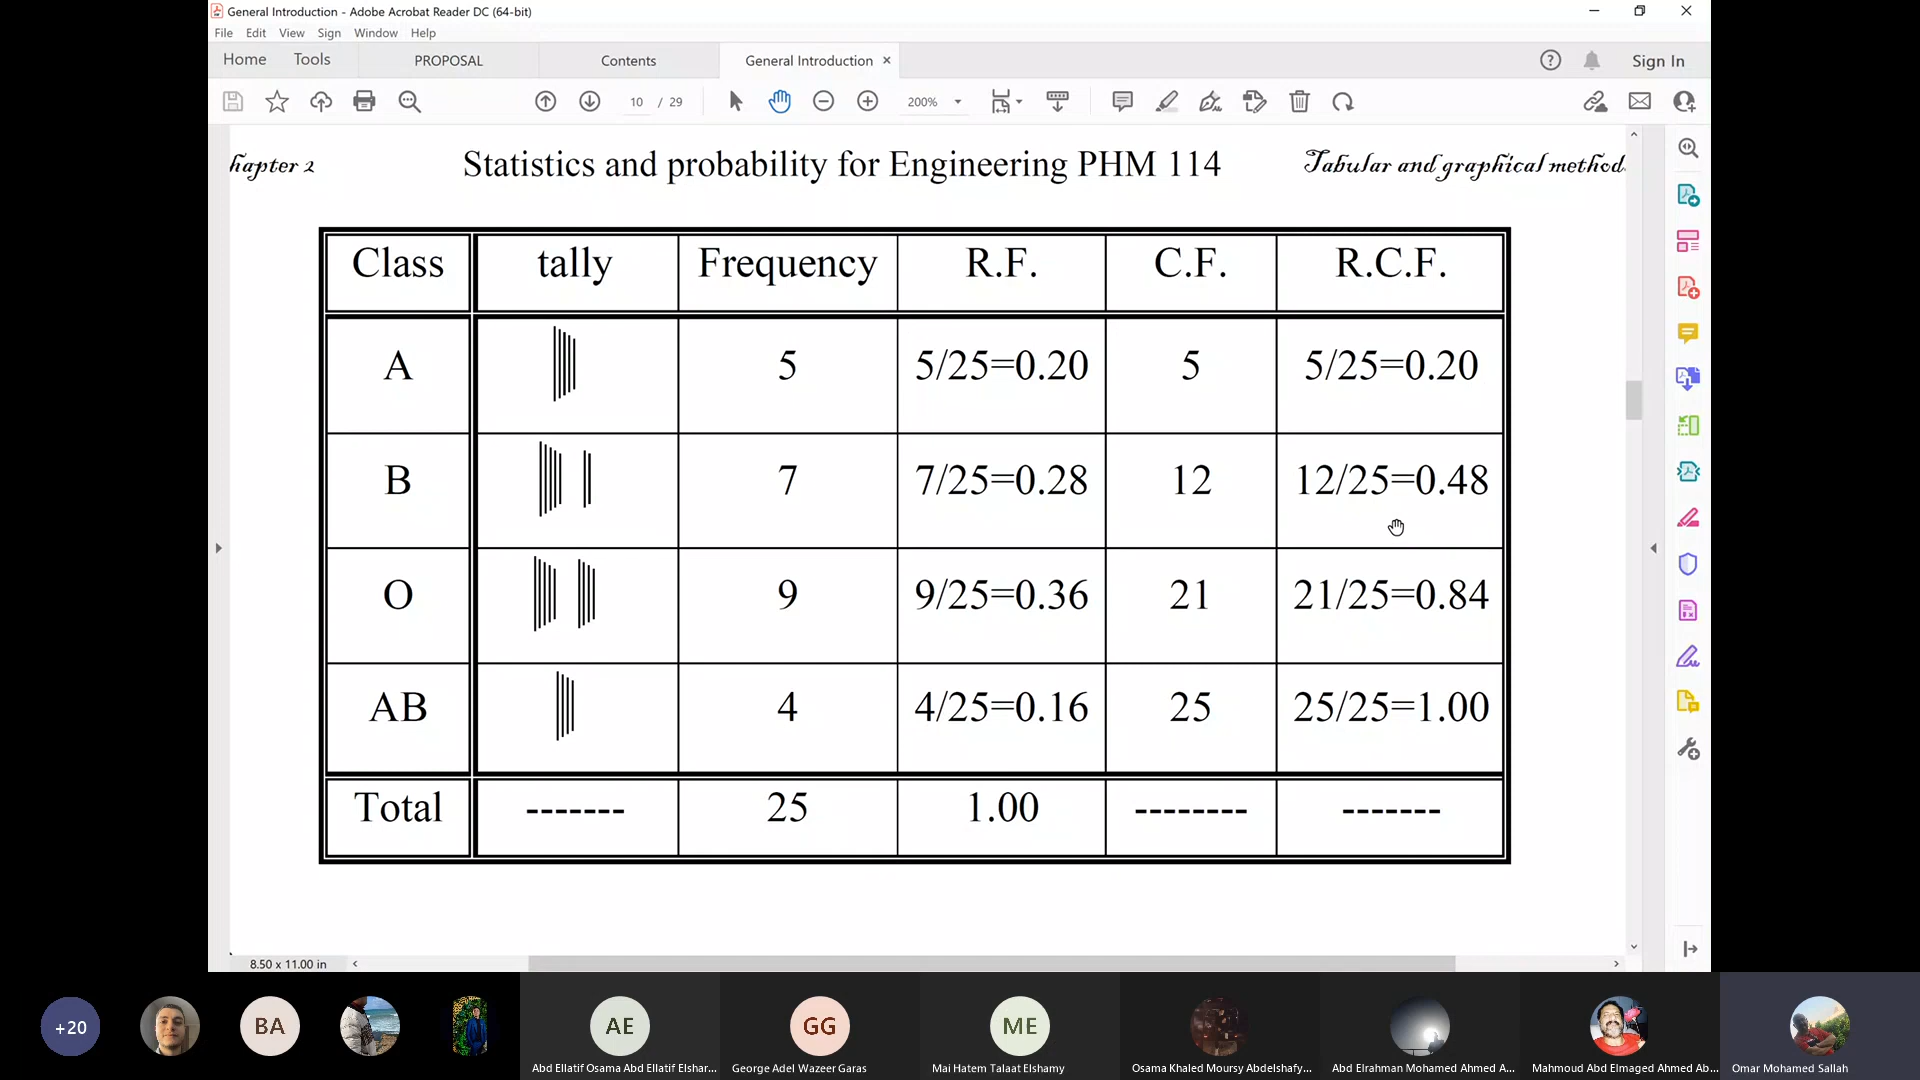 General Introduction - Adobe Acrobat Reader DC (64-bit)
File Edit View Sign Window Help
Home Tools PROPOSAL Contents General Introduction × Sign In
10 / 29 200%
hapter 2 Statistics and probability for Engineering PHM 114 Tabular and graphical method
Class tally Frequency R.F. C.F. R.C.F.
A 5 5/25=0.20 5 5/25=0.20
B 7 7/25=0.28 12 12/25=0.48
O 9 9/25=0.36 21 21/25=0.84
AB 4 4/25=0.16 25 25/25=1.00
Total ------- 25 1.00 -------- -------
8.50 x 11.00 in
+20 BA AE GG ME
Abd Ellatif Osama Abd Ellatif Elshar... George Adel Wazeer Garas Mai Hatem Talaat Elshamy Osama Khaled Moursy Abdelshafy... Abd Elrahman Mohamed Ahmed A... Mahmoud Abd Elmaged Ahmed Ab... Omar Mohamed Sallah